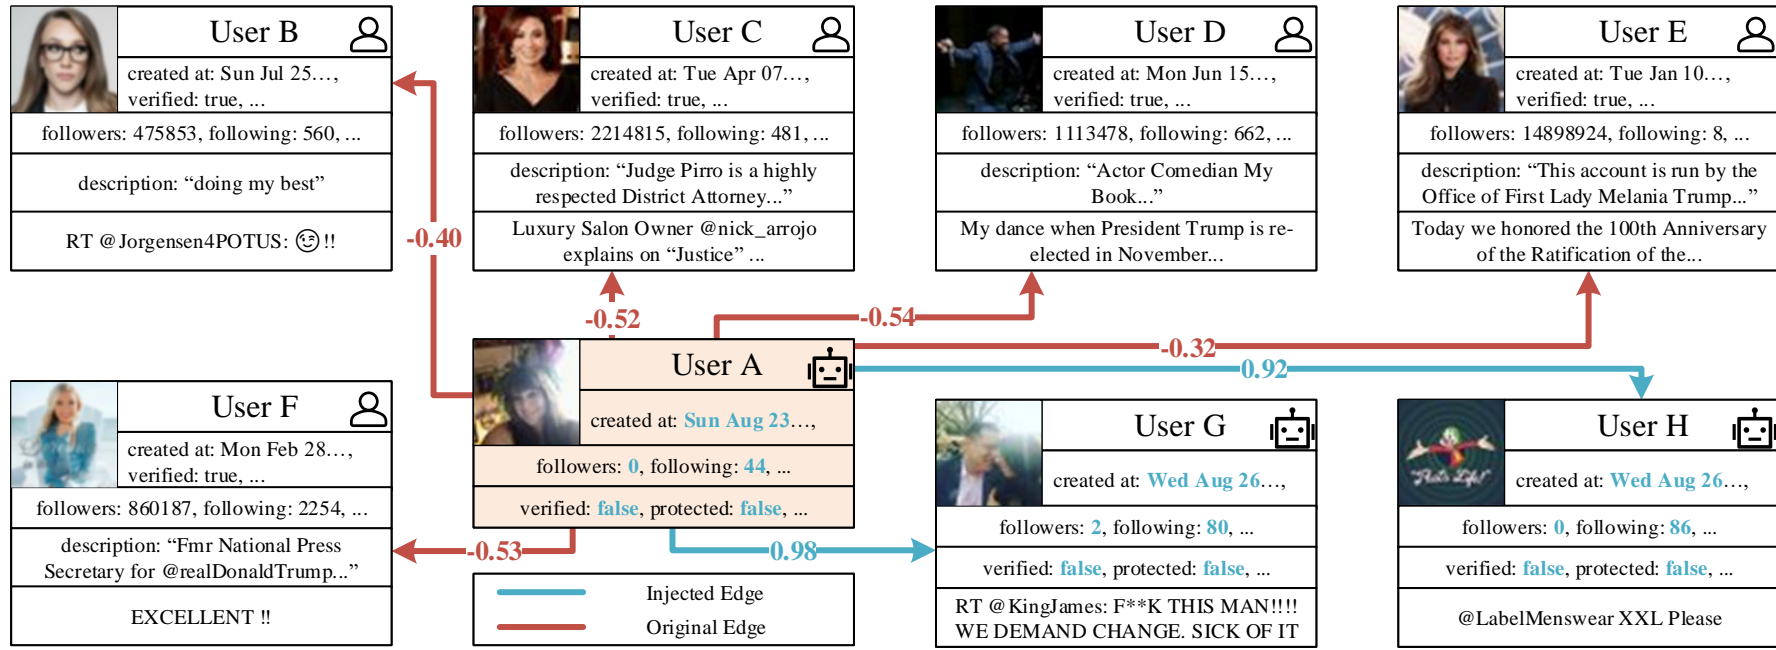 User B
created at: Sun Jul 25…,
verified: true, ...
followers: 475853, following: 560, ...
description: “doing my best”
RT @Jorgensen4POTUS: 😉!!
User C
created at: Tue Apr 07…,
verified: true, ...
followers: 2214815, following: 481, ...
description: “Judge Pirro is a highly
respected District Attorney...”
Luxury Salon Owner @nick_arrojo
explains on “Justice” ...
User D
created at: Mon Jun 15…,
verified: true, ...
followers: 1113478, following: 662, ...
description: “Actor Comedian My
Book...”
My dance when President Trump is re-
elected in November...
User E
created at: Tue Jan 10…,
verified: true, ...
followers: 14898924, following: 8, ...
description: “This account is run by the
Office of First Lady Melania Trump...”
Today we honored the 100th Anniversary
of the Ratification of the...
-0.40
-0.52
-0.54
-0.32
0.92
User A
created at: Sun Aug 23…,
followers: 0, following: 44, ...
verified: false, protected: false, ...
User F
created at: Mon Feb 28…,
verified: true, ...
followers: 860187, following: 2254, ...
description: “Fmr National Press
Secretary for @realDonaldTrump...”
EXCELLENT !!
-0.53
0.98
Injected Edge
Original Edge
User G
created at: Wed Aug 26…,
followers: 2, following: 80, ...
verified: false, protected: false, ...
RT @KingJames: F**K THIS MAN!!!!
WE DEMAND CHANGE. SICK OF IT
User H
"That's Life!"
created at: Wed Aug 26…,
followers: 0, following: 86, ...
verified: false, protected: false, ...
@LabelMenswear XXL Please